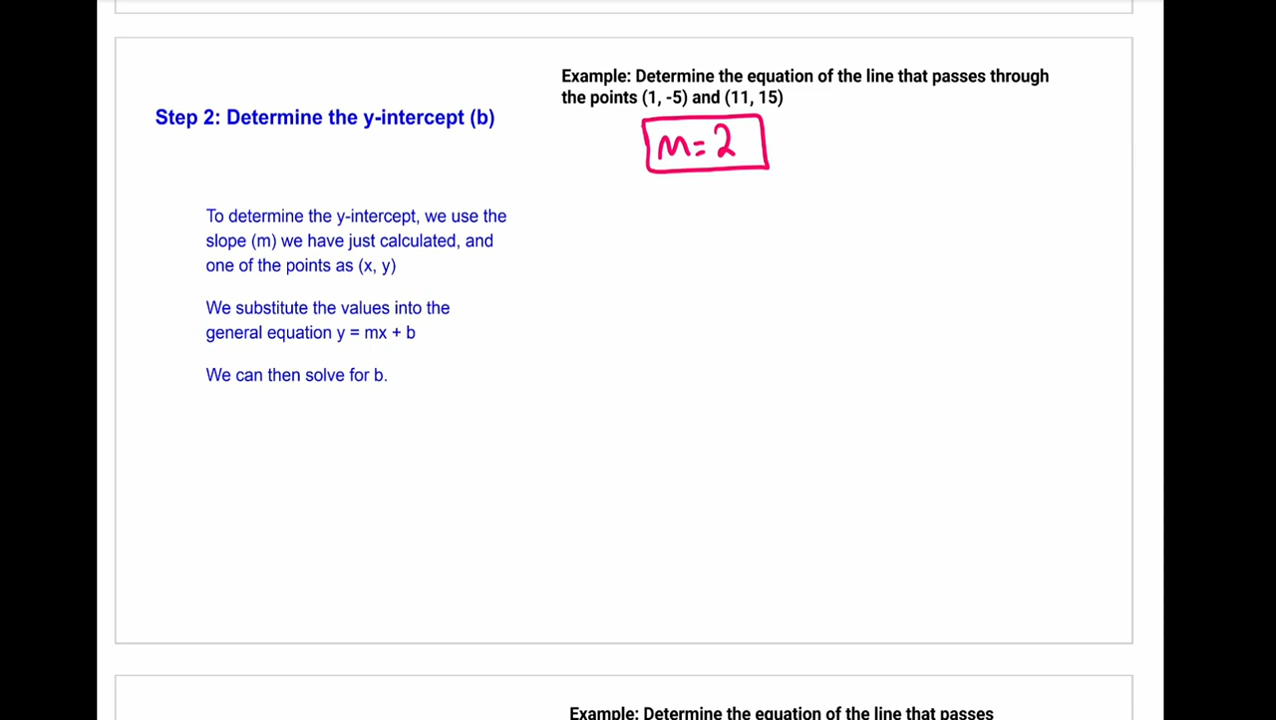 Example: Determine the equation of the line that passes through
the points (1, -5) and (11, 15)
Step 2: Determine the y-intercept (b)
m=2
To determine the y-intercept, we use the
slope (m) we have just calculated, and
one of the points as (x, y)
We substitute the values into the
general equation y = mx + b
We can then solve for b.
Example: Determine the equation of the line that passes